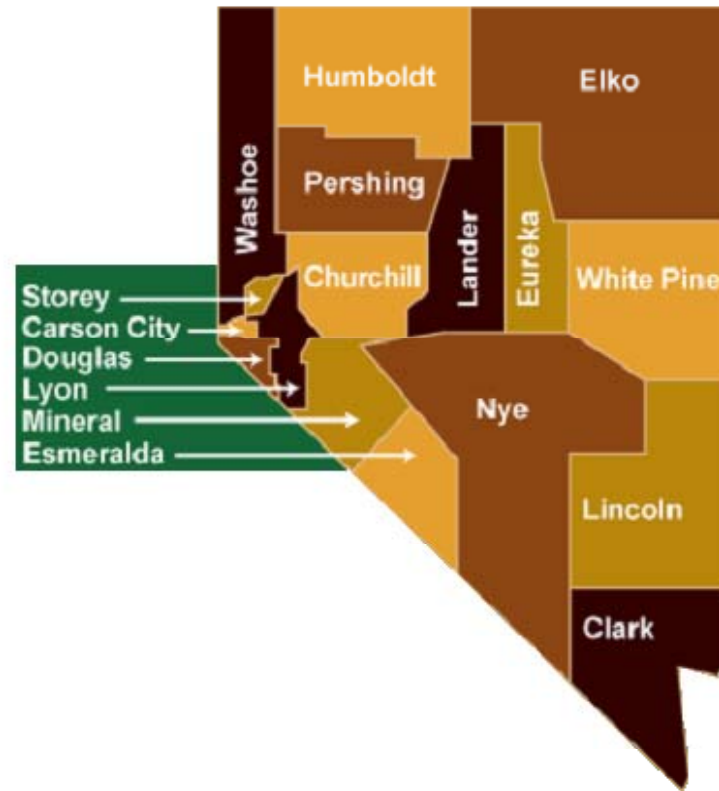 Humboldt
Elko
Washoe
Pershing
Lander
Eureka
Churchill
White Pine
Storey
Carson City
Douglas
Lyon
Mineral
Esmeralda
Nye
Lincoln
Clark